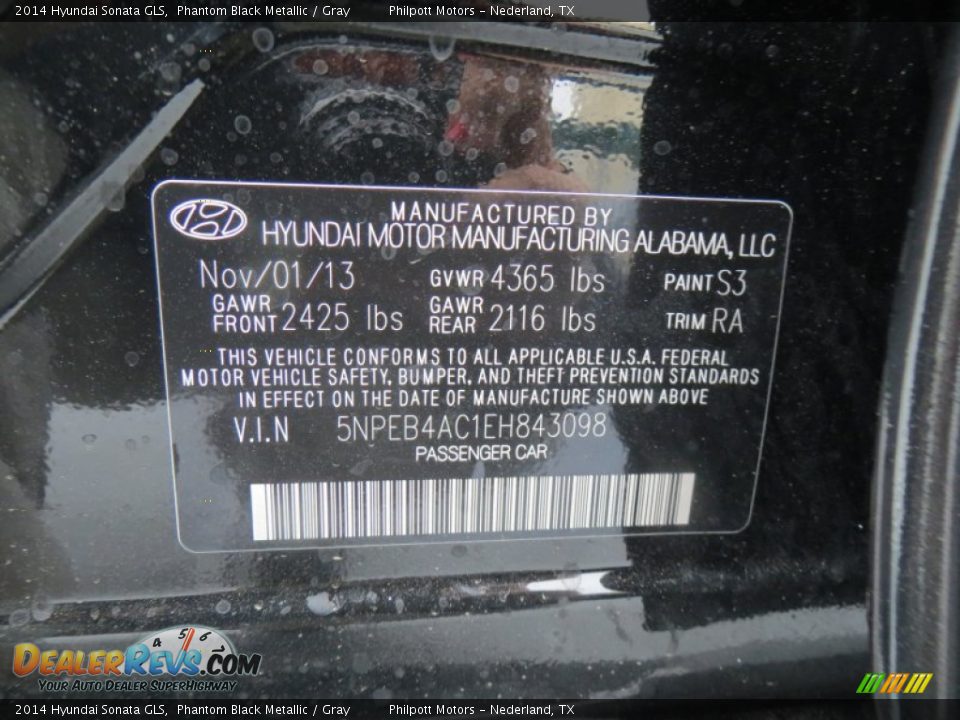 2014 Hyundai Sonata GLS,  Phantom Black Metallic / Gray        Philpott Motors - Nederland, TX
MANUFACTURED BY
HYUNDAI MOTOR MANUFACTURING ALABAMA, LLC
Nov/01/13 GVWR 4365 lbs PAINT S3
GAWR FRONT 2425 lbs GAWR REAR 2116 lbs TRIM RA
THIS VEHICLE CONFORMS TO ALL APPLICABLE U.S.A. FEDERAL
MOTOR VEHICLE SAFETY, BUMPER, AND THEFT PREVENTION STANDARDS
IN EFFECT ON THE DATE OF MANUFACTURE SHOWN ABOVE
V.I.N 5NPEB4AC1EH843098
PASSENGER CAR
4 5 6 7
DEALERREVS.COM
YOUR AUTO DEALER SUPERHIGHWAY
2014 Hyundai Sonata GLS,  Phantom Black Metallic / Gray        Philpott Motors - Nederland, TX